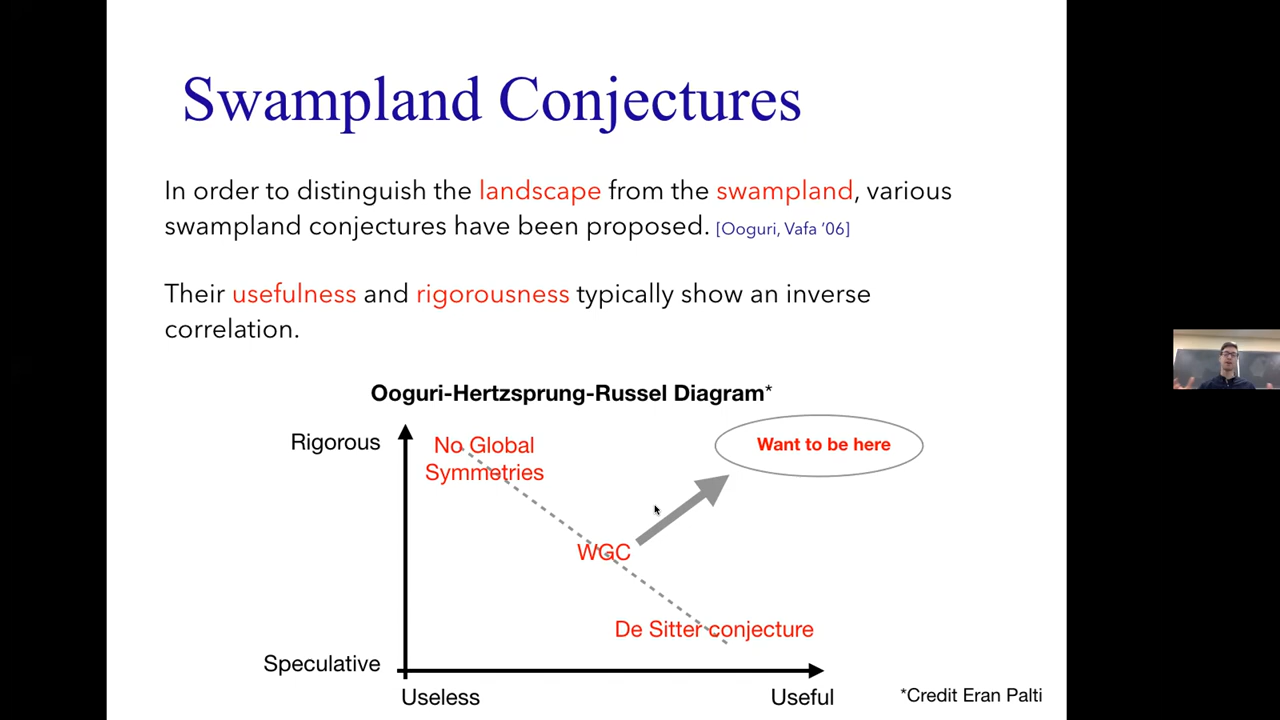 Swampland Conjectures
In order to distinguish the landscape from the swampland, various
swampland conjectures have been proposed. [Ooguri, Vafa ’06]
Their usefulness and rigorousness typically show an inverse
correlation.
Ooguri-Hertzsprung-Russel Diagram*
Rigorous
No Global
Symmetries
Want to be here
WGC
De Sitter conjecture
Speculative
Useless
Useful
*Credit Eran Palti